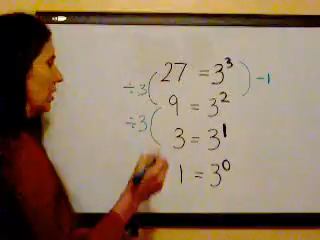 27 = 3³
÷3
-1
9 = 3²
÷3
3 = 3¹
1 = 3⁰